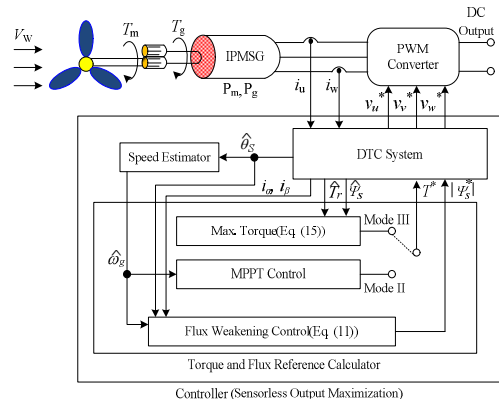 DC
Output
V_W
T_m
T_g
IPMSG
PWM
Converter
P_m, P_g
i_u
i_w
v_u^*
v_v^*
v_w^*
θ̂_S
DTC System
Speed Estimator
i_α, i_β
T̂_r
Ψ̂_s
T^*
|Ψ_s^*|
Max. Torque(Eq. (15))
Mode III
ω̂_g
MPPT Control
Mode II
Flux Weakening Control(Eq. (11))
Torque and Flux Reference Calculator
Controller (Sensorless Output Maximization)